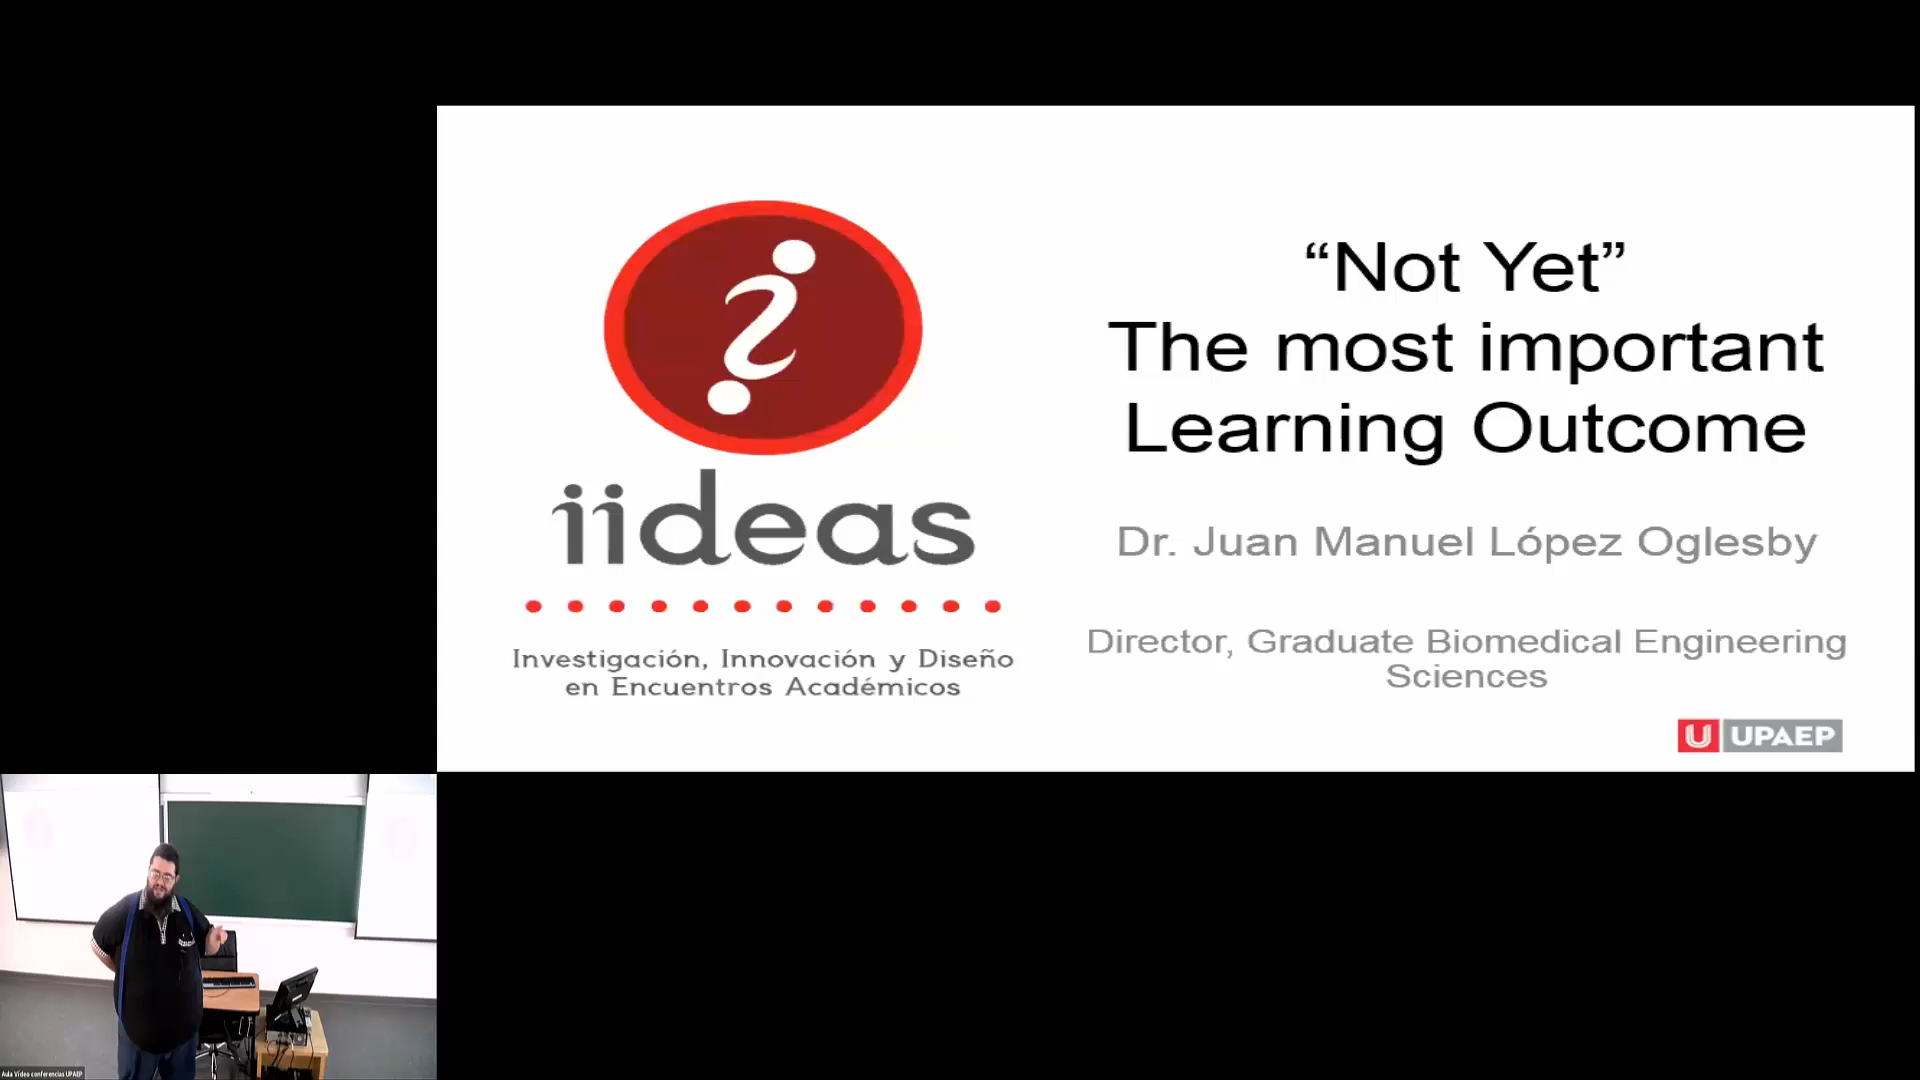 “Not Yet”
The most important
Learning Outcome
Dr. Juan Manuel López Oglesby
Director, Graduate Biomedical Engineering
Sciences
iideas
Investigación, Innovación y Diseño
en Encuentros Académicos
U UPAEP
Aula Video conferencias UPAEP